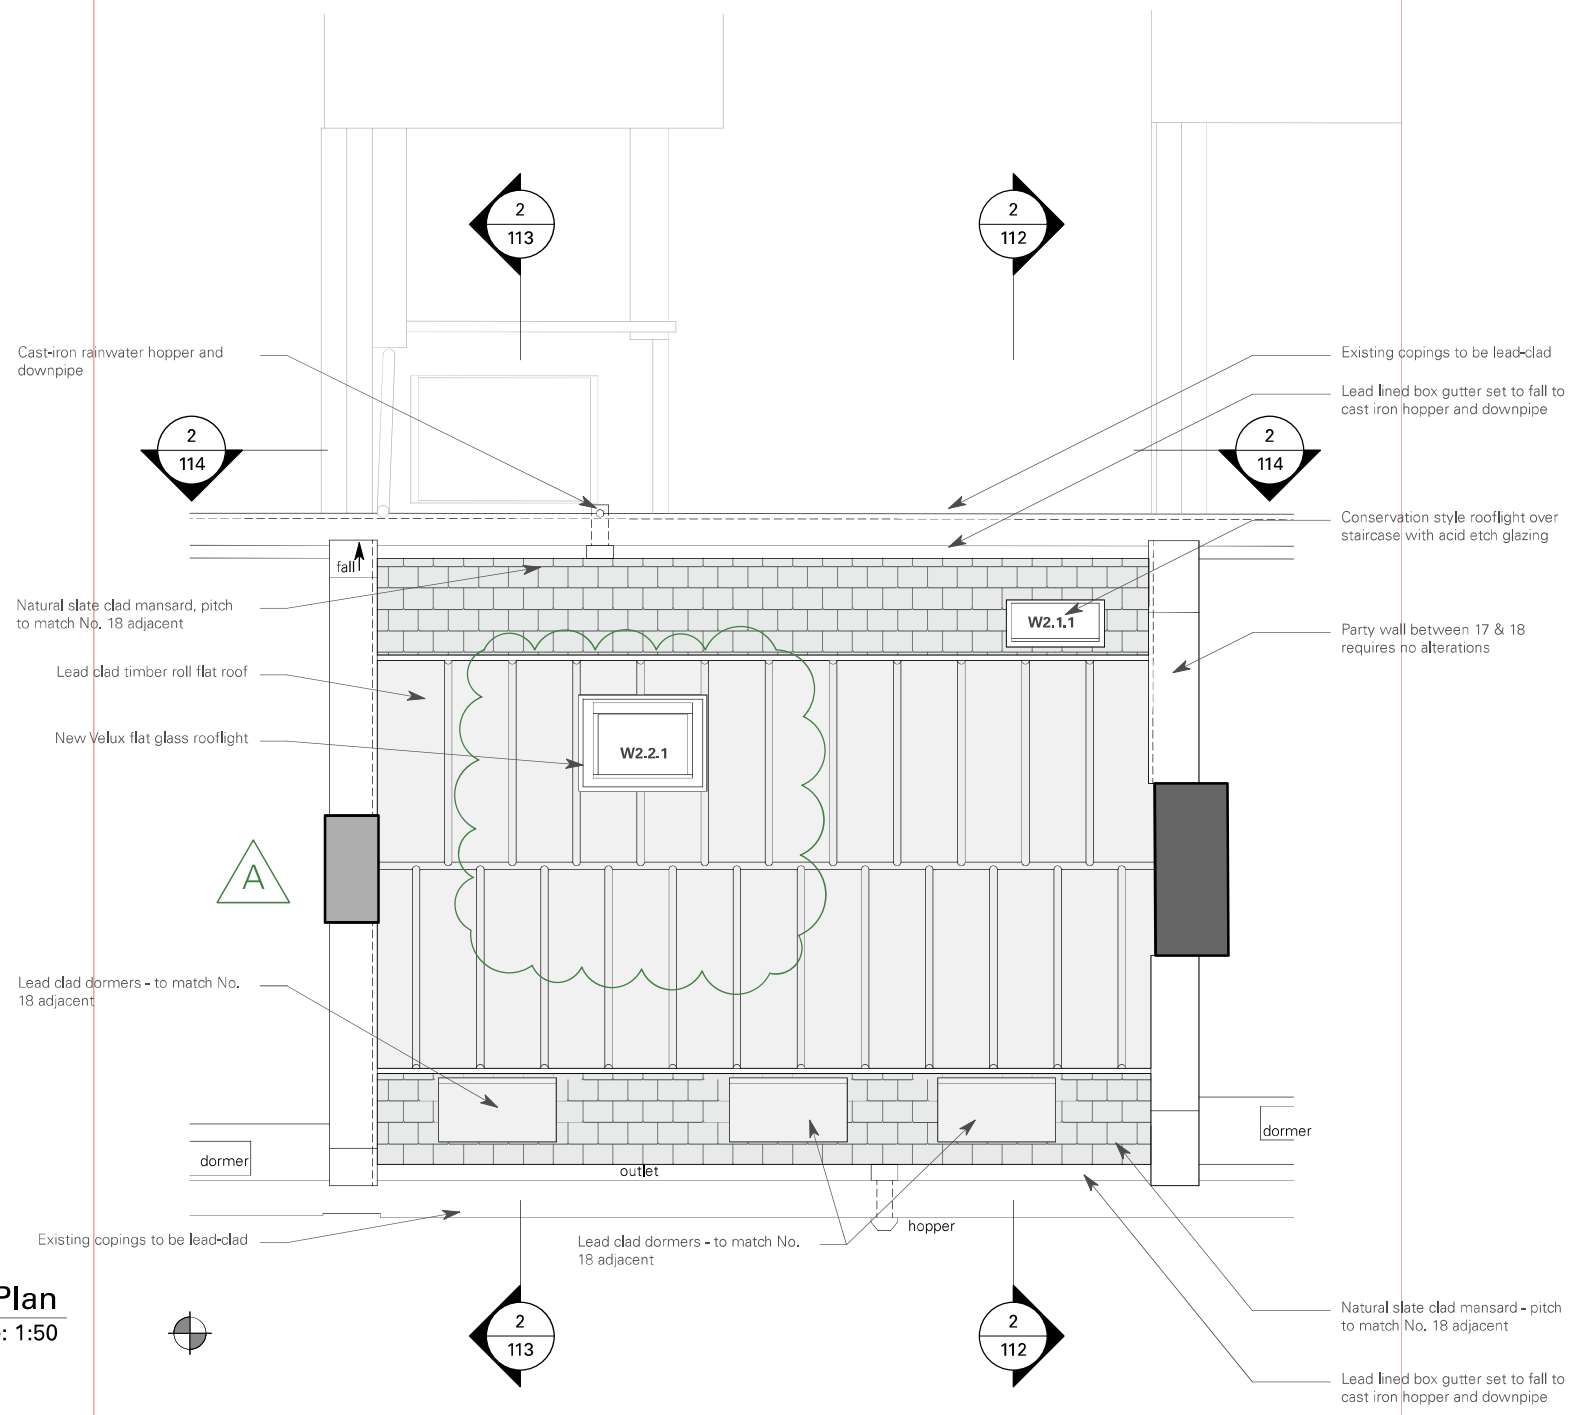 2
113
2
112
Cast-iron rainwater hopper and
downpipe
Existing copings to be lead-clad
Lead lined box gutter set to fall to
cast iron hopper and downpipe
2
114
2
114
Conservation style rooflight over
staircase with acid etch glazing
fall
Natural slate clad mansard, pitch
to match No. 18 adjacent
W2.1.1
Party wall between 17 & 18
requires no alterations
Lead clad timber roll flat roof
New Velux flat glass rooflight
W2.2.1
A
Lead clad dormers - to match No.
18 adjacent
dormer
dormer
outlet
hopper
Existing copings to be lead-clad
Lead clad dormers - to match No.
18 adjacent
Plan
: 1:50
2
113
2
112
Natural slate clad mansard - pitch
to match No. 18 adjacent
Lead lined box gutter set to fall to
cast iron hopper and downpipe